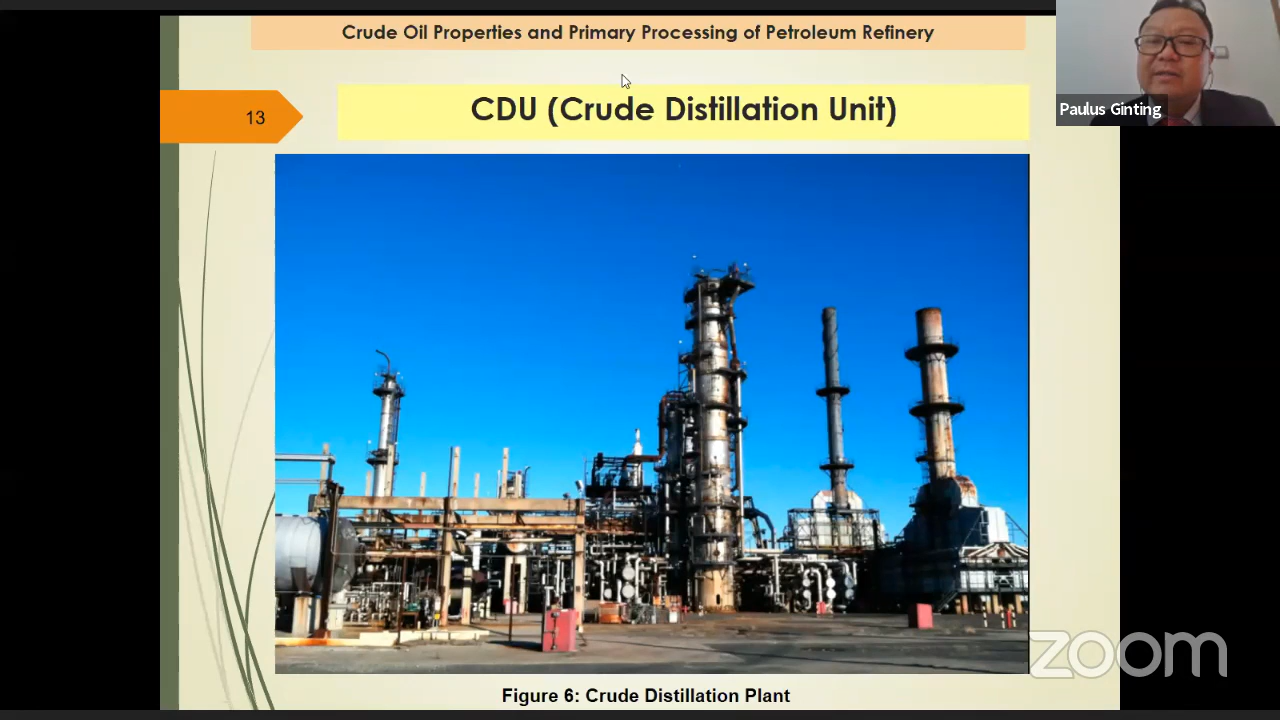 Crude Oil Properties and Primary Processing of Petroleum Refinery
Paulus Ginting
13
CDU (Crude Distillation Unit)
zoom
Figure 6: Crude Distillation Plant